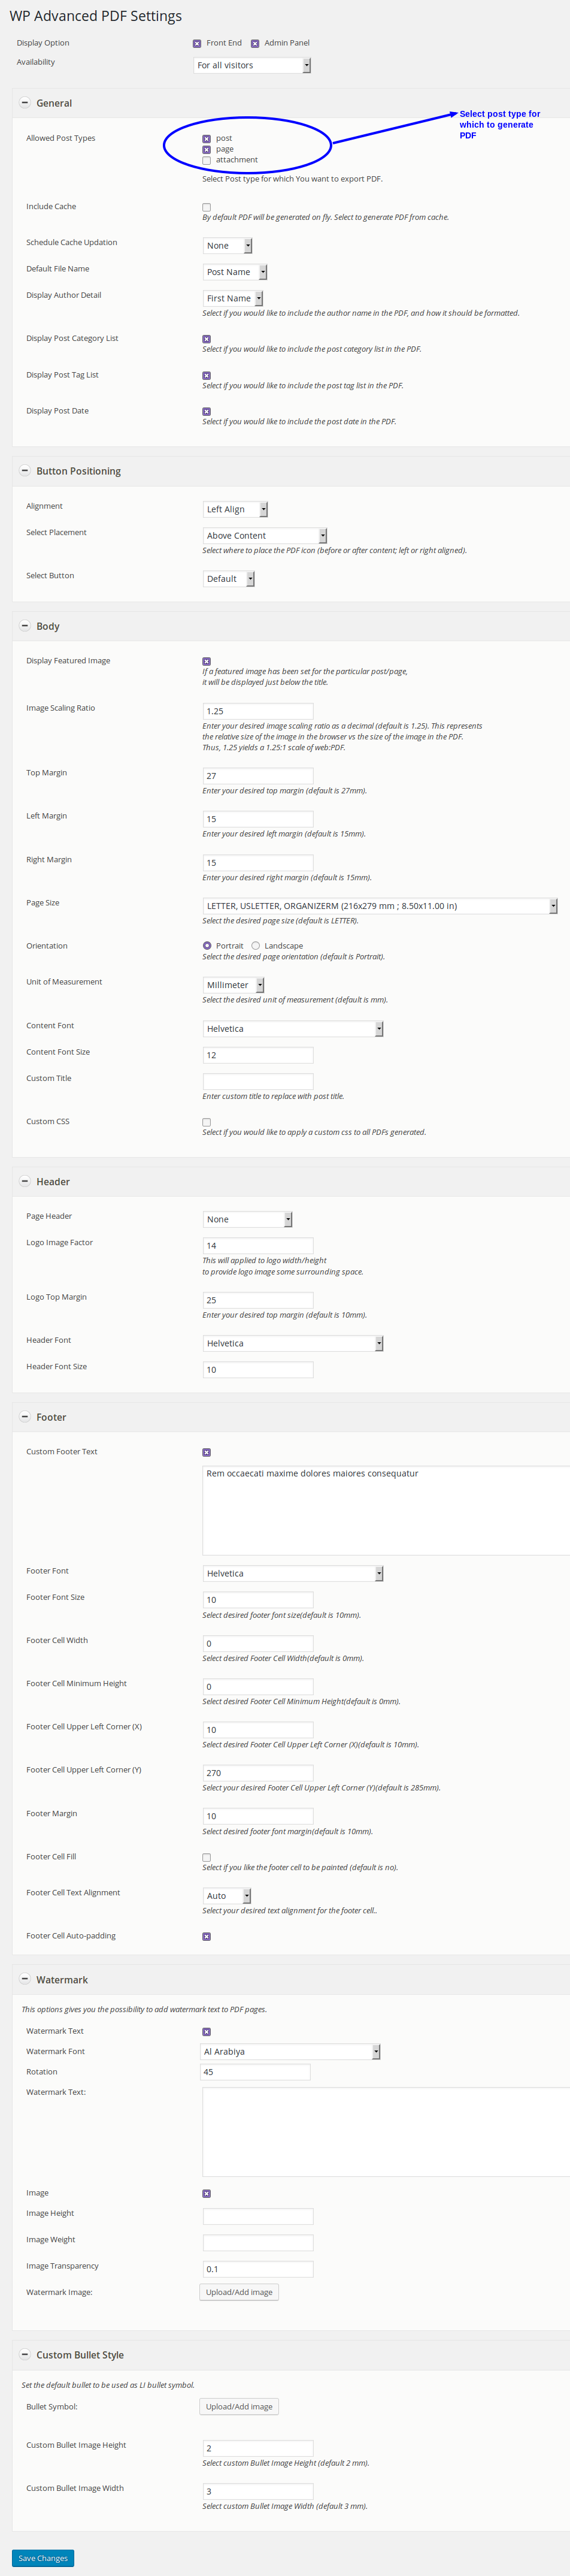 WP Advanced PDF Settings
Display Option Front End Admin Panel
Availability For all visitors
General
Select post type for
which to generate
PDF
Allowed Post Types post
page
attachment
Select Post type for which You want to export PDF.
Include Cache
By default PDF will be generated on fly. Select to generate PDF from cache.
Schedule Cache Updation None
Default File Name Post Name
Display Author Detail First Name
Select if you would like to include the author name in the PDF, and how it should be formatted.
Display Post Category List
Select if you would like to include the post category list in the PDF.
Display Post Tag List
Select if you would like to include the post tag list in the PDF.
Display Post Date
Select if you would like to include the post date in the PDF.
Button Positioning
Alignment Left Align
Select Placement Above Content
Select where to place the PDF icon (before or after content; left or right aligned).
Select Button Default
Body
Display Featured Image
If a featured image has been set for the particular post/page,
it will be displayed just below the title.
Image Scaling Ratio 1.25
Enter your desired image scaling ratio as a decimal (default is 1.25). This represents
the relative size of the image in the browser vs the size of the image in the PDF.
Thus, 1.25 yields a 1.25:1 scale of web:PDF.
Top Margin 27
Enter your desired top margin (default is 27mm).
Left Margin 15
Enter your desired left margin (default is 15mm).
Right Margin 15
Enter your desired right margin (default is 15mm).
Page Size LETTER, USLETTER, ORGANIZERM (216x279 mm ; 8.50x11.00 in)
Select the desired page size (default is LETTER).
Orientation Portrait Landscape
Select the desired page orientation (default is Portrait).
Unit of Measurement Millimeter
Select the desired unit of measurement (default is mm).
Content Font Helvetica
Content Font Size 12
Custom Title
Enter custom title to replace with post title.
Custom CSS
Select if you would like to apply a custom css to all PDFs generated.
Header
Page Header None
Logo Image Factor 14
This will applied to logo width/height
to provide logo image some surrounding space.
Logo Top Margin 25
Enter your desired top margin (default is 10mm).
Header Font Helvetica
Header Font Size 10
Footer
Custom Footer Text
Rem occaecati maxime dolores maiores consequatur
Footer Font Helvetica
Footer Font Size 10
Select desired footer font size(default is 10mm).
Footer Cell Width 0
Select desired Footer Cell Width(default is 0mm).
Footer Cell Minimum Height 0
Select desired Footer Cell Minimum Height(default is 0mm).
Footer Cell Upper Left Corner (X) 10
Select desired Footer Cell Upper Left Corner (X)(default is 10mm).
Footer Cell Upper Left Corner (Y) 270
Select your desired Footer Cell Upper Left Corner (Y)(default is 285mm).
Footer Margin 10
Select desired footer font margin(default is 10mm).
Footer Cell Fill
Select if you like the footer cell to be painted (default is no).
Footer Cell Text Alignment Auto
Select your desired text alignment for the footer cell..
Footer Cell Auto-padding
Watermark
This options gives you the possibility to add watermark text to PDF pages.
Watermark Text
Watermark Font Al Arabiya
Rotation 45
Watermark Text:
Image
Image Height
Image Weight
Image Transparency 0.1
Watermark Image: Upload/Add image
Custom Bullet Style
Set the default bullet to be used as LI bullet symbol.
Bullet Symbol: Upload/Add image
Custom Bullet Image Height 2
Select custom Bullet Image Height (default 2 mm).
Custom Bullet Image Width 3
Select custom Bullet Image Width (default 3 mm).
Save Changes